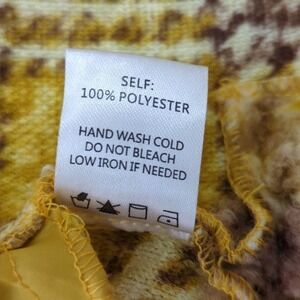 SELF:
100% POLYESTER
HAND WASH COLD
DO NOT BLEACH
LOW IRON IF NEEDED